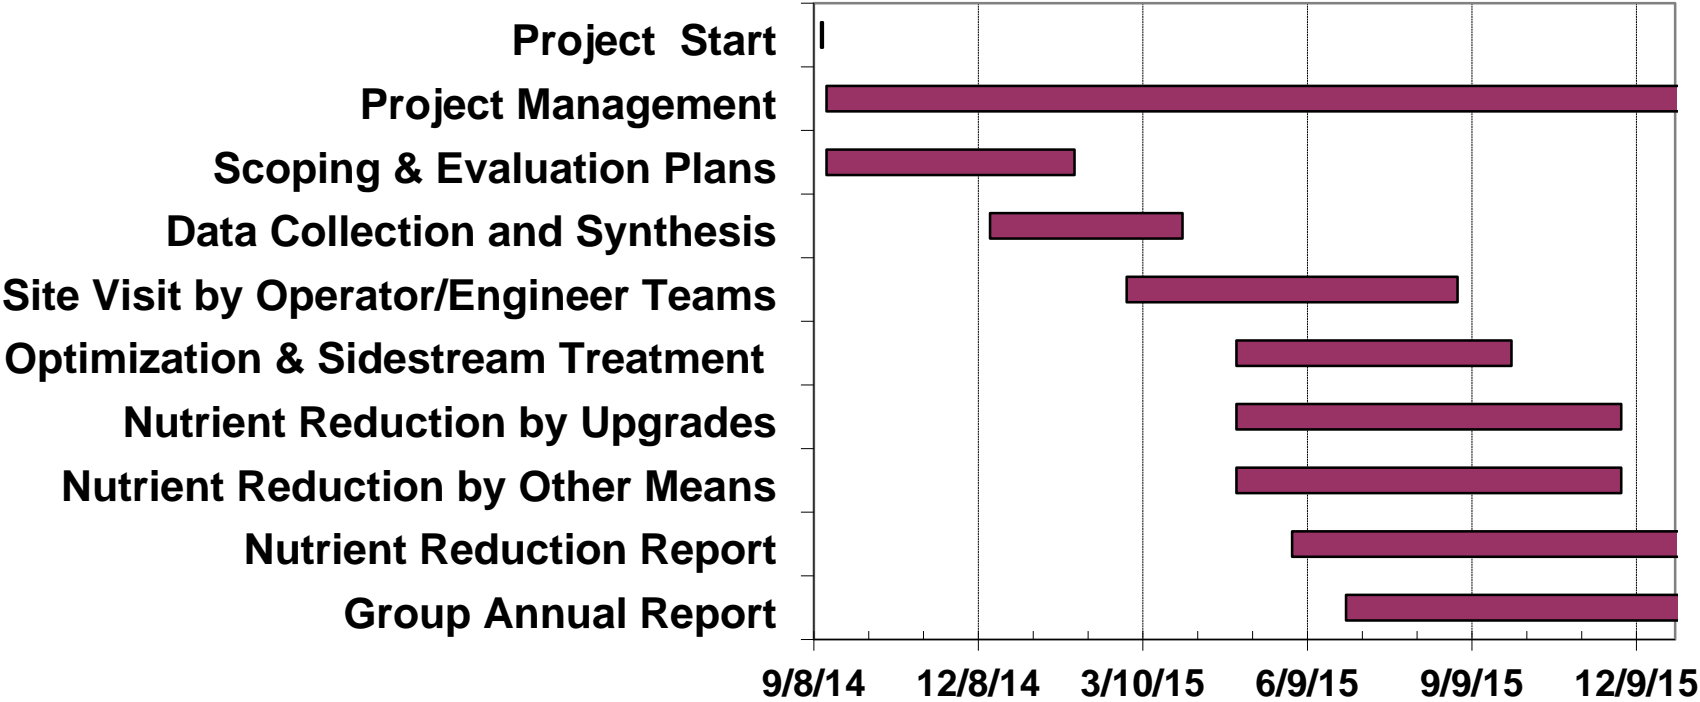 Project  Start
Project Management
Scoping & Evaluation Plans
Data Collection and Synthesis
Site Visit by Operator/Engineer Teams
Optimization & Sidestream Treatment
Nutrient Reduction by Upgrades
Nutrient Reduction by Other Means
Nutrient Reduction Report
Group Annual Report
9/8/14 12/8/14 3/10/15 6/9/15 9/9/15 12/9/15